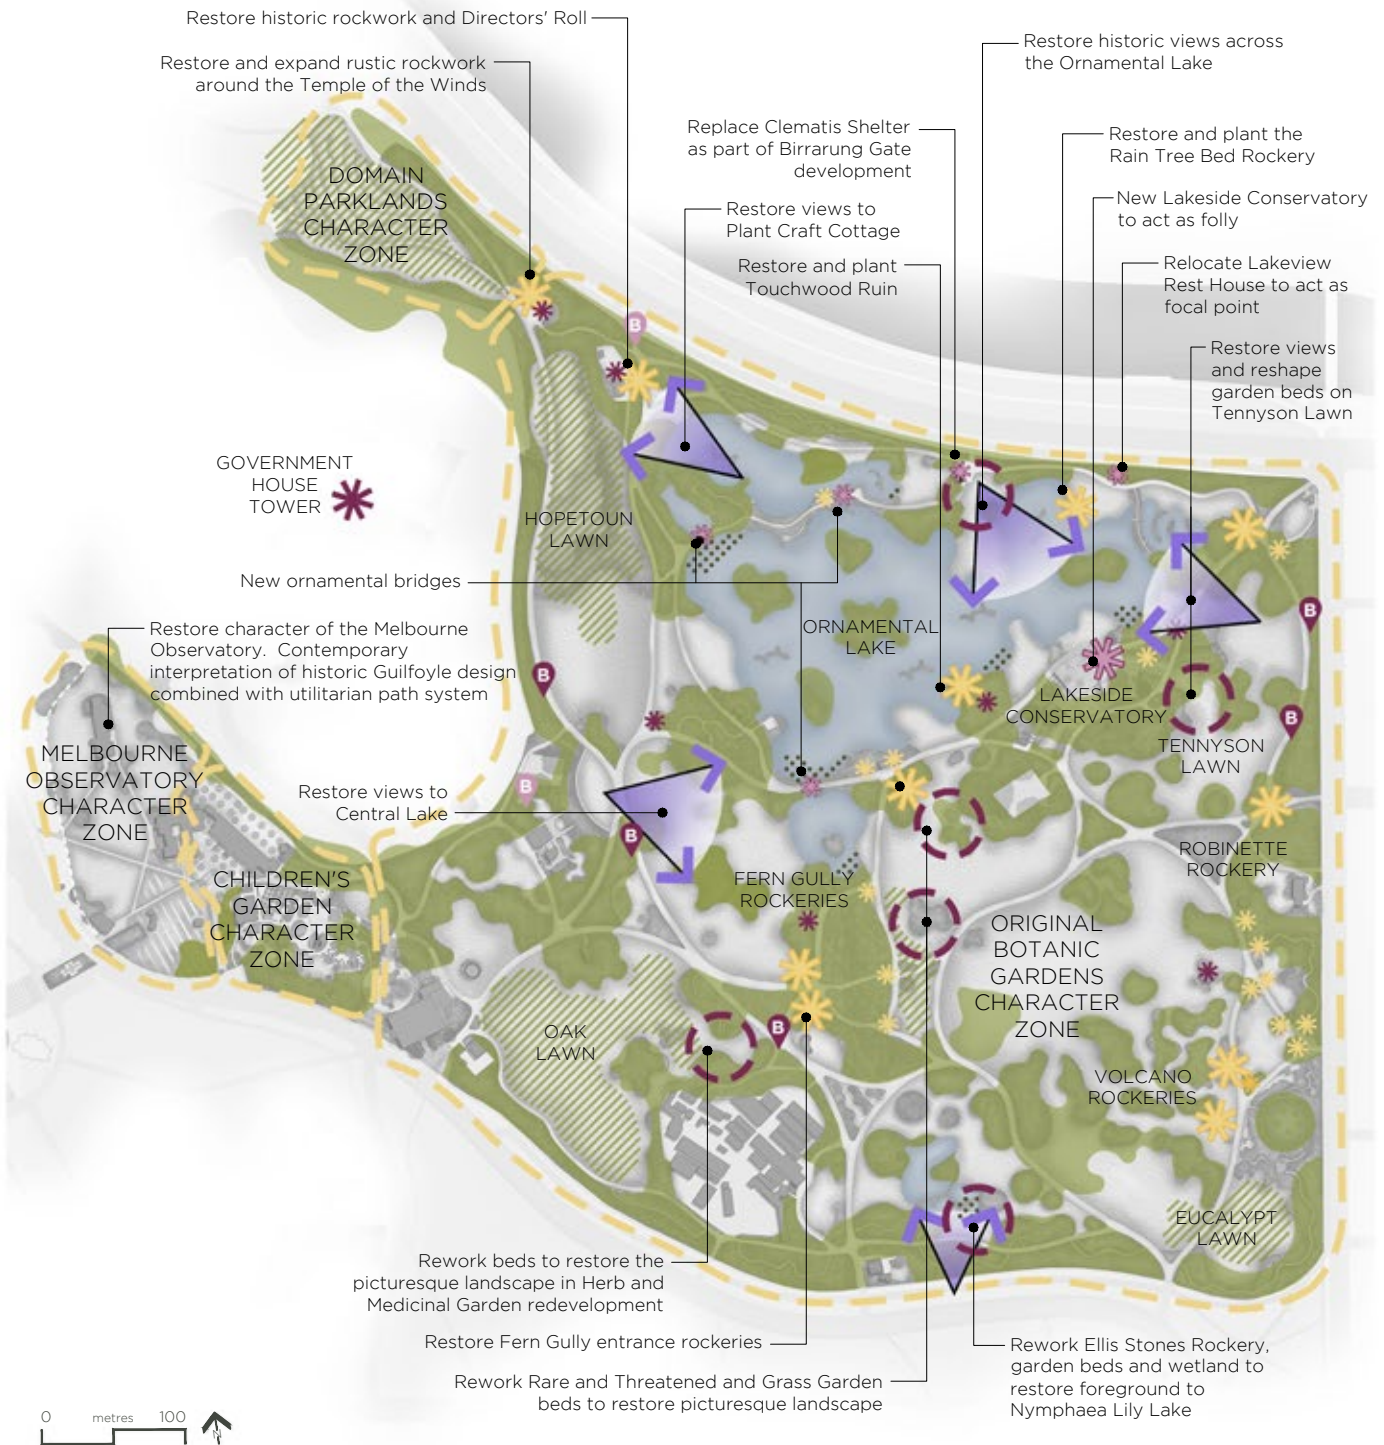 Restore historic rockwork and Directors' Roll
Restore and expand rustic rockwork
around the Temple of the Winds
Restore historic views across
the Ornamental Lake
Replace Clematis Shelter
as part of Birrarung Gate
development
Restore and plant the
Rain Tree Bed Rockery
New Lakeside Conservatory
to act as folly
Restore views to
Plant Craft Cottage
Restore and plant
Touchwood Ruin
Relocate Lakeview
Rest House to act as
focal point
Restore views
and reshape
garden beds on
Tennyson Lawn
DOMAIN
PARKLANDS
CHARACTER
ZONE
B
GOVERNMENT
HOUSE
TOWER
HOPETOUN
LAWN
New ornamental bridges
B
ORNAMENTAL
LAKE
Restore character of the Melbourne
Observatory. Contemporary
interpretation of historic Guilfoyle design
combined with utilitarian path system
B
LAKESIDE
CONSERVATORY
B
TENNYSON
LAWN
MELBOURNE
OBSERVATORY
CHARACTER
ZONE
Restore views to
Central Lake
B
B
ROBINETTE
ROCKERY
CHILDREN'S
GARDEN
CHARACTER
ZONE
FERN GULLY
ROCKERIES
ORIGINAL
BOTANIC
GARDENS
CHARACTER
ZONE
OAK
LAWN
B
VOLCANO
ROCKERIES
EUCALYPT
LAWN
Rework beds to restore the
picturesque landscape in Herb and
Medicinal Garden redevelopment
Restore Fern Gully entrance rockeries
Rework Rare and Threatened and Grass Garden
beds to restore picturesque landscape
Rework Ellis Stones Rockery,
garden beds and wetland to
restore foreground to
Nymphaea Lily Lake
0 metres 100
N